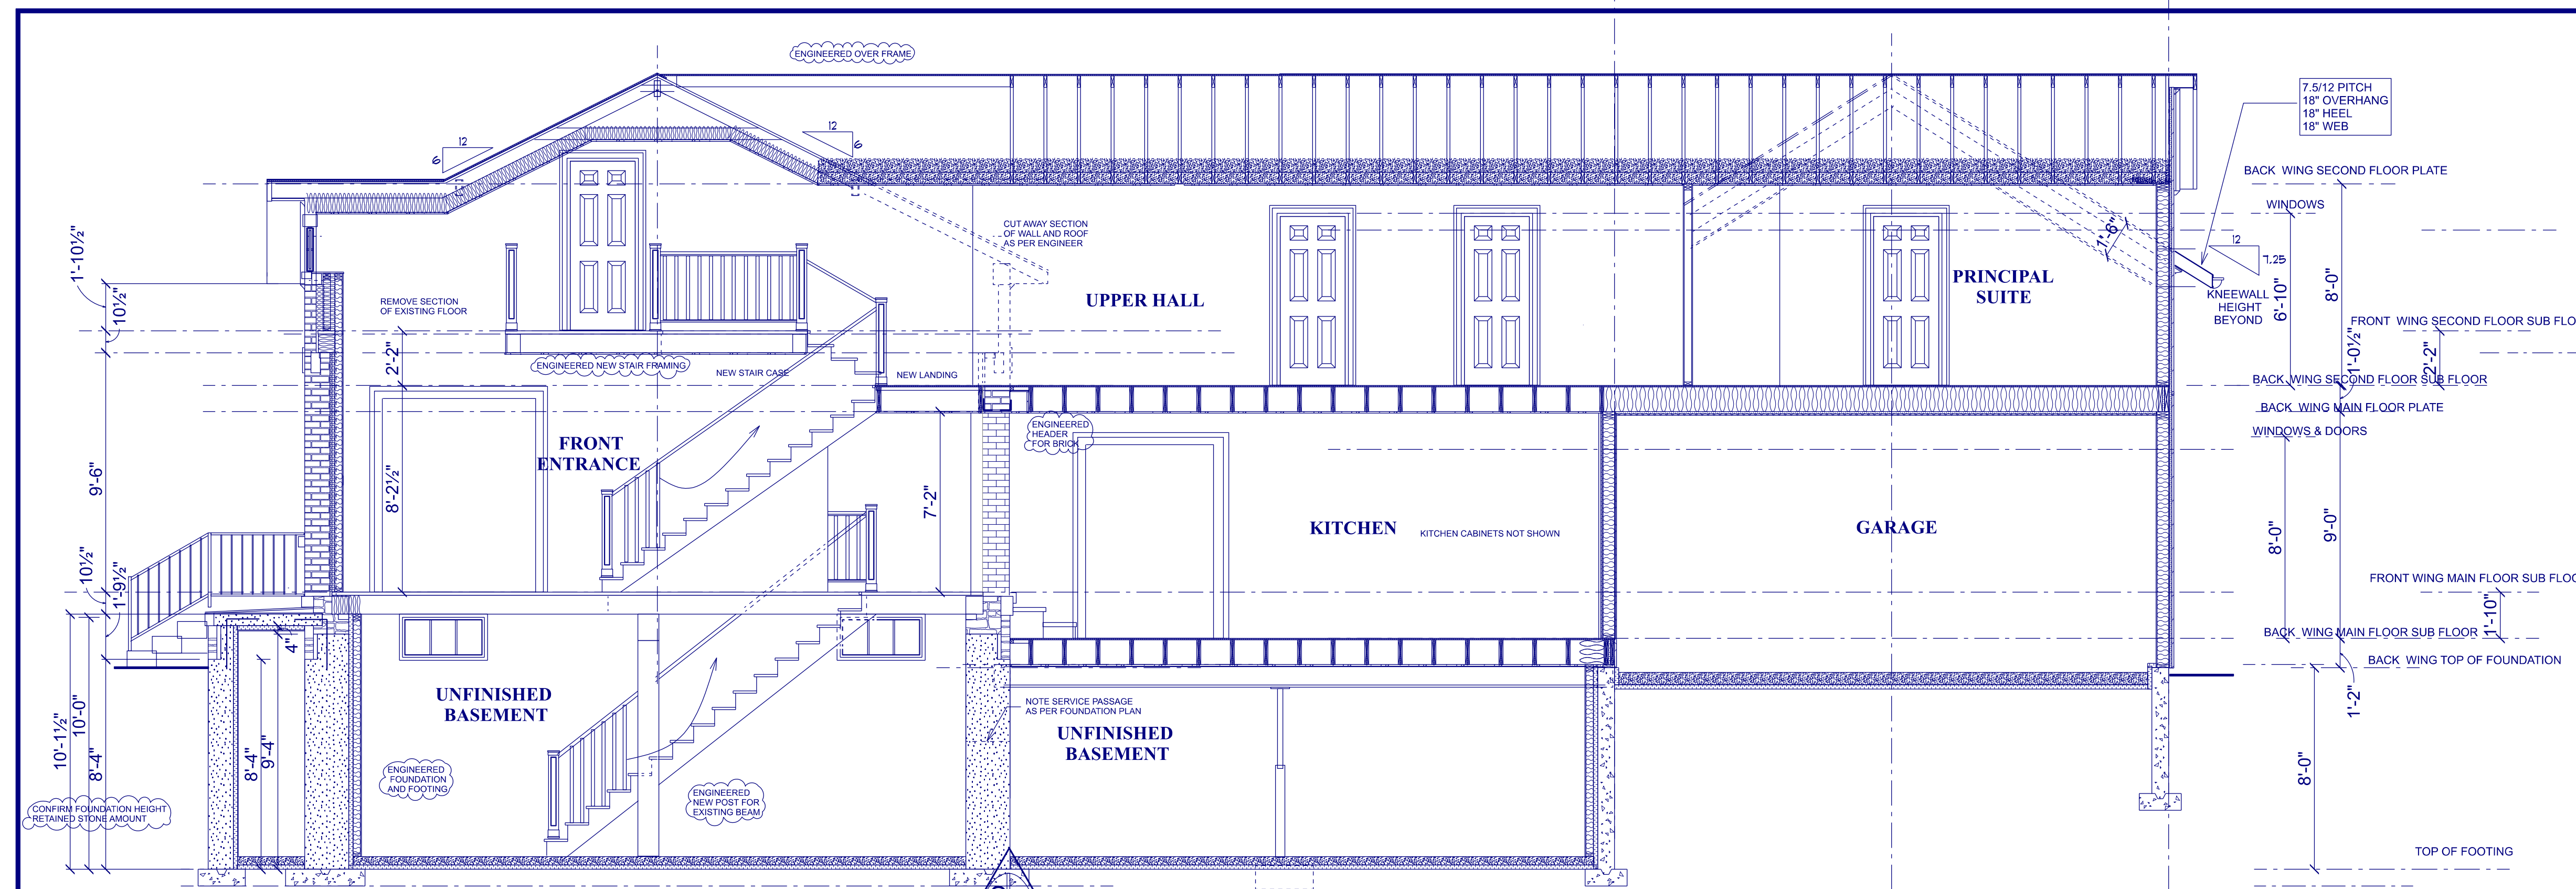 ENGINEERED OVER FRAME
7.5/12 PITCH
18" OVERHANG
18" HEEL
18" WEB
12
6
12
6
BACK WING SECOND FLOOR PLATE
WINDOWS
CUT AWAY SECTION
OF WALL AND ROOF
AS PER ENGINEER
1'-6"
12
7.25
1'-10½"
10½"
REMOVE SECTION
OF EXISTING FLOOR
UPPER HALL
PRINCIPAL
SUITE
KNEEWALL
HEIGHT
BEYOND
6'-10"
8'-0"
FRONT WING SECOND FLOOR SUB FLO
2'-2"
ENGINEERED NEW STAIR FRAMING
NEW STAIR CASE
NEW LANDING
1'-0½"
2'-2"
BACK WING SECOND FLOOR SUB FLOOR
BACK WING MAIN FLOOR PLATE
WINDOWS & DOORS
ENGINEERED
HEADER
FOR BRICK
FRONT
ENTRANCE
9'-6"
8'-2½"
7'-2"
KITCHEN
KITCHEN CABINETS NOT SHOWN
GARAGE
8'-0"
9'-0"
10½"
1'-9½"
FRONT WING MAIN FLOOR SUB FLOO
1'-10"
BACK WING MAIN FLOOR SUB FLOOR
BACK WING TOP OF FOUNDATION
1'-2"
4"
UNFINISHED
BASEMENT
NOTE SERVICE PASSAGE
AS PER FOUNDATION PLAN
UNFINISHED
BASEMENT
10'-1½"
10'-0"
8'-4"
8'-4"
9'-4"
8'-0"
ENGINEERED
FOUNDATION
AND FOOTING
ENGINEERED
NEW POST FOR
EXISTING BEAM
CONFIRM FOUNDATION HEIGHT
RETAINED STONE AMOUNT
TOP OF FOOTING